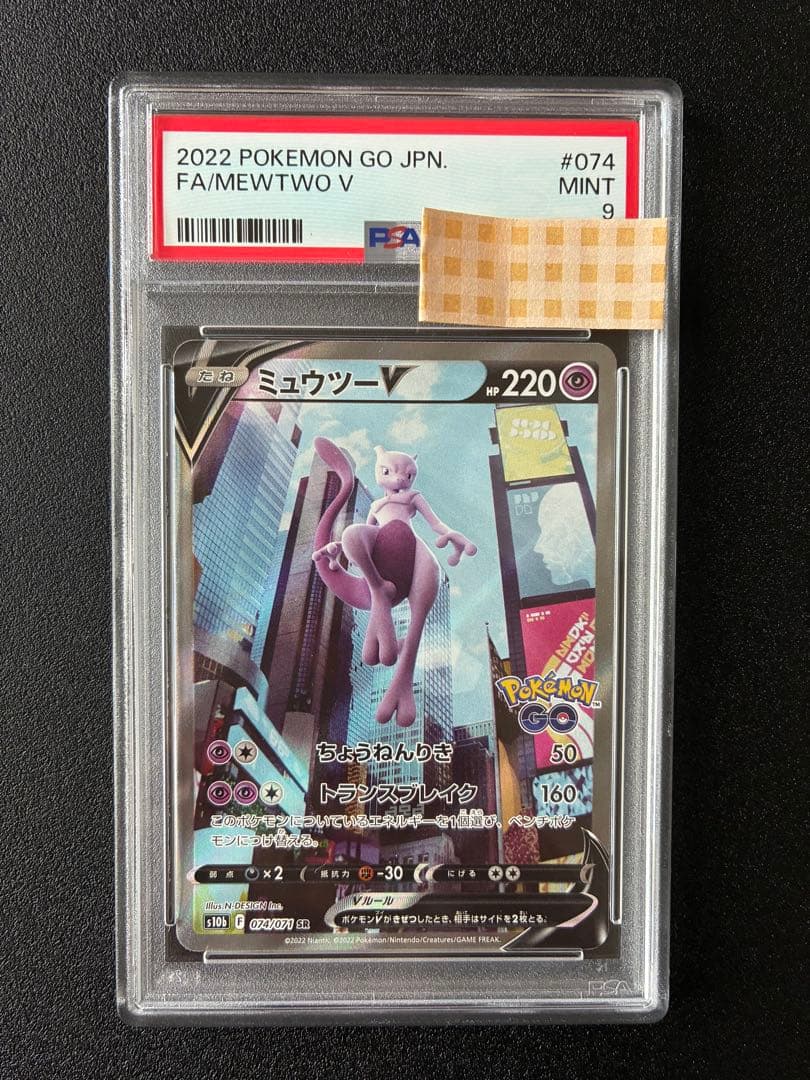 2022 POKEMON GO JPN. #074
FA/MEWTWO V MINT
9
PSA
たね ミュウツーV HP 220
Pokémon GO
ちょうねんりき 50
トランスブレイク 160
このポケモンについているエネルギーを1個選び、ベンチポケ
モンにつけ替える。
弱点 ×2 抵抗力 -30 にげる
Vルール
ポケモンVがきぜつしたとき、相手はサイドを2枚とる。
Illus. N-DESIGN Inc.
s10b F 074/071 SR
©2022 Niantic. ©2022 Pokémon/Nintendo/Creatures/GAME FREAK.
PSA